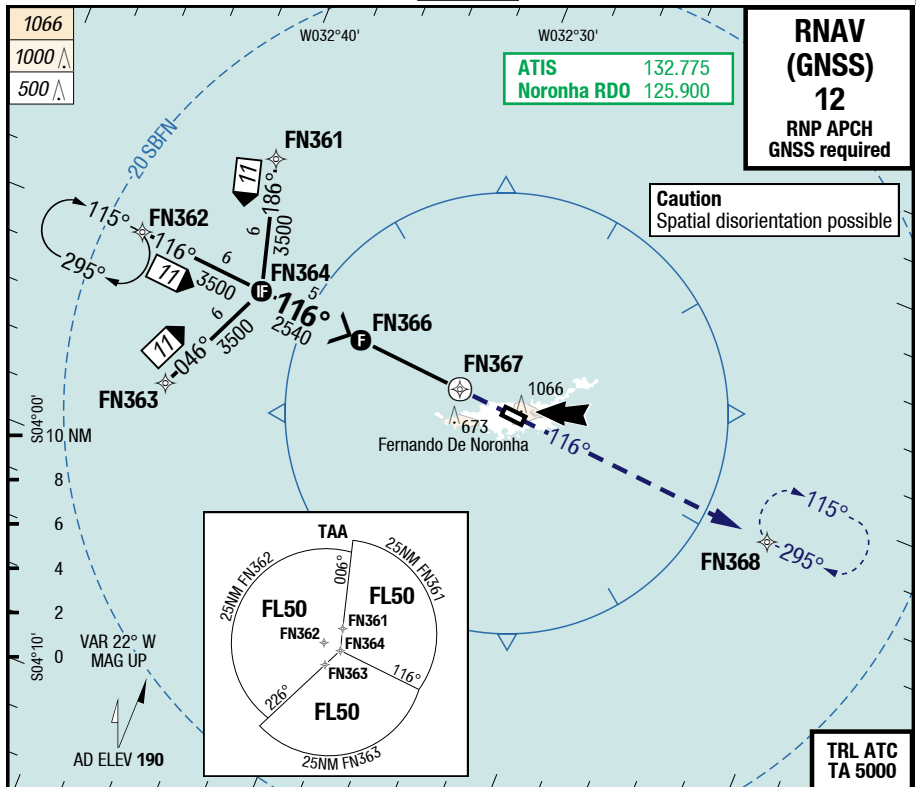 1066
1000
500
W032°40'
W032°30'
ATIS 132.775
Noronha RDO 125.900
RNAV
(GNSS)
12
RNP APCH
GNSS required
Caution
Spatial disorientation possible
20 SBFN
FN361
11
186°
6
3500
115°
FN362
116°
6
295°
11
3500
FN364
IF
5
116°
2540
F
FN366
6
11
046°
3500
FN363
FN367
1066
673
Fernando De Noronha
116°
115°
295°
FN368
S04°00'
10 NM
8
6
4
2
0
S04°10'
VAR 22° W
MAG UP
AD ELEV 190
TAA
25NM FN362
006°
25NM FN361
FL50
FL50
FN361
FN362
FN364
FN363
116°
226°
FL50
25NM FN363
TRL ATC
TA 5000